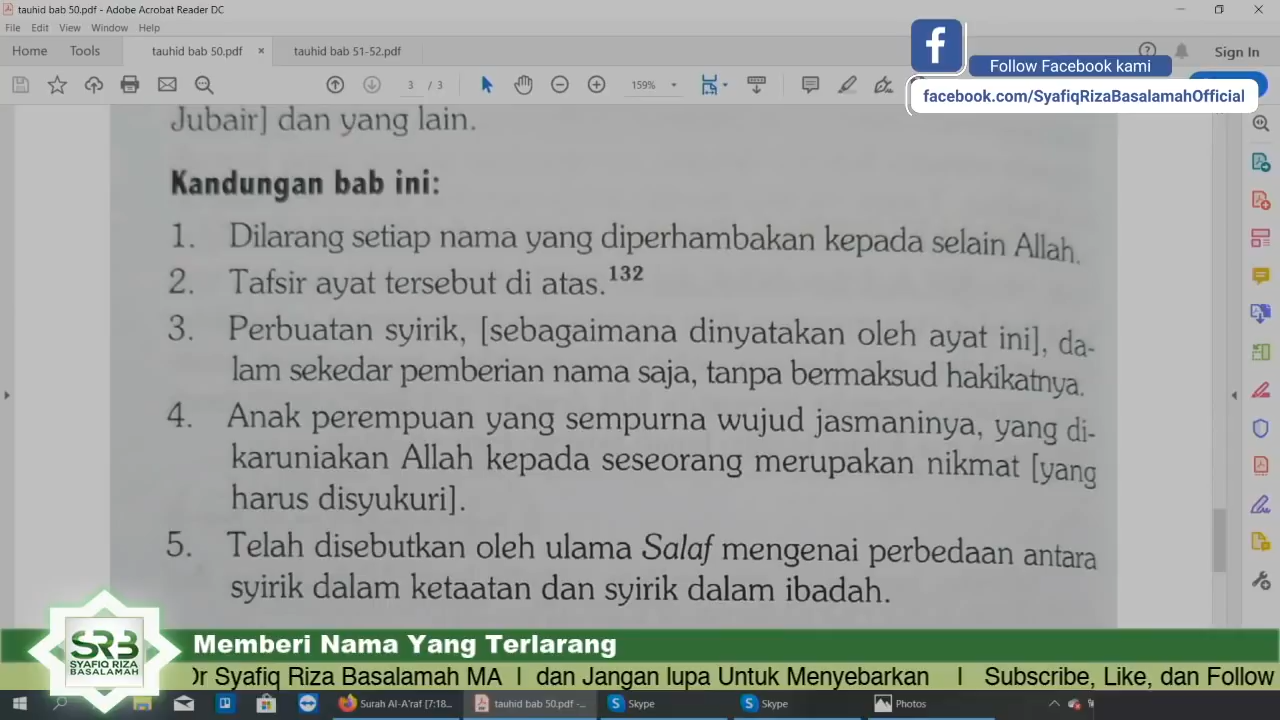 tauhid bab 50.pdf - Adobe Acrobat Reader DC
File Edit View Window Help
Home Tools tauhid bab 50.pdf × tauhid bab 51-52.pdf Sign In
3 / 3 159%
Follow Facebook kami
facebook.com/SyafiqRizaBasalamahOfficial
Jubair] dan yang lain.
Kandungan bab ini:
1. Dilarang setiap nama yang diperhambakan kepada selain Allah.
2. Tafsir ayat tersebut di atas.132
3. Perbuatan syirik, [sebagaimana dinyatakan oleh ayat ini], da-
lam sekedar pemberian nama saja, tanpa bermaksud hakikatnya.
4. Anak perempuan yang sempurna wujud jasmaninya, yang di-
karuniakan Allah kepada seseorang merupakan nikmat [yang
harus disyukuri].
5. Telah disebutkan oleh ulama Salaf mengenai perbedaan antara
syirik dalam ketaatan dan syirik dalam ibadah.
SRB
SYAFIQ RIZA
BASALAMAH
Memberi Nama Yang Terlarang
Dr Syafiq Riza Basalamah MA I dan Jangan lupa Untuk Menyebarkan I Subscribe, Like, dan Follow
Surah Al-A'raf [7:18... tauhid bab 50.pdf -... Skype Skype Photos